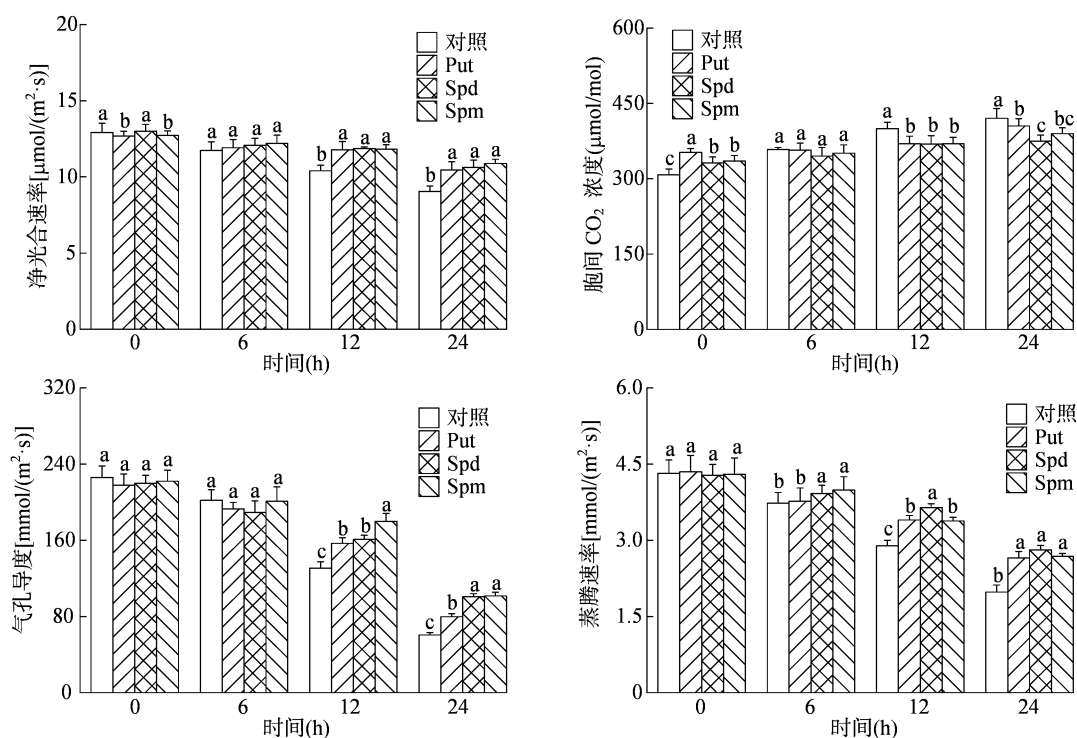 净光合速率[μmol/(m²·s)]
20
15
10
5
0
对照
Put
Spd
Spm
a b a b
a a a a
b a a a
b a a a
0 6 12 24
时间(h)
胞间 CO₂ 浓度(μmol/mol)
600
450
300
150
0
对照
Put
Spd
Spm
c a b b
a a a a
a b b b
a b c bc
0 6 12 24
时间(h)
气孔导度[mmol/(m²·s)]
320
240
160
80
0
对照
Put
Spd
Spm
a a a a
a a a a
c b b a
c b a a
0 6 12 24
时间(h)
蒸腾速率[mmol/(m²·s)]
6.0
4.5
3.0
1.5
0
对照
Put
Spd
Spm
a a a a
b b a a
c b a b
b a a a
0 6 12 24
时间(h)